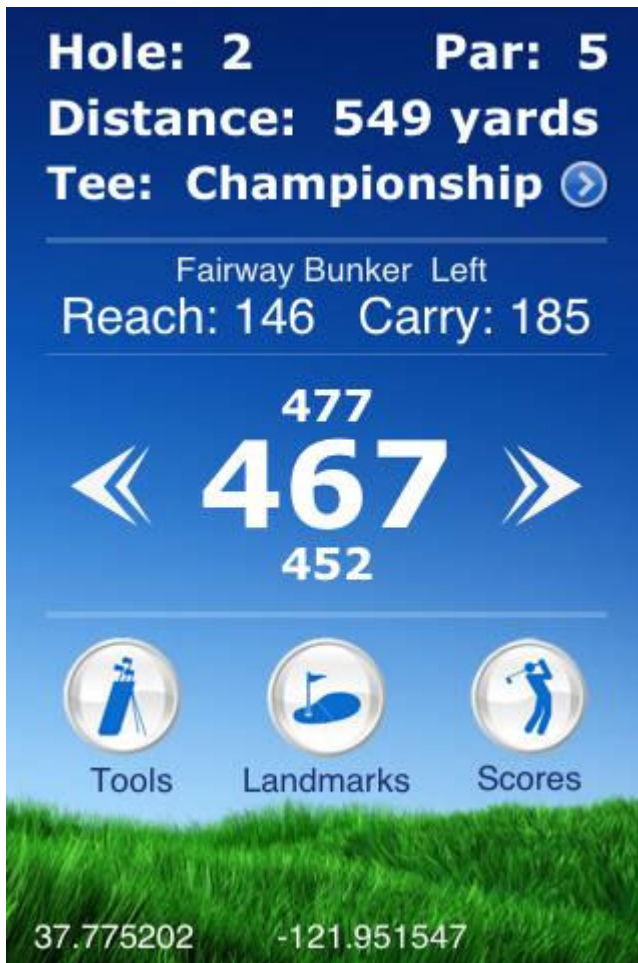 Hole: 2 Par: 5
Distance: 549 yards
Tee: Championship
Fairway Bunker Left
Reach: 146 Carry: 185
477
467
452
Tools Landmarks Scores
37.775202 -121.951547